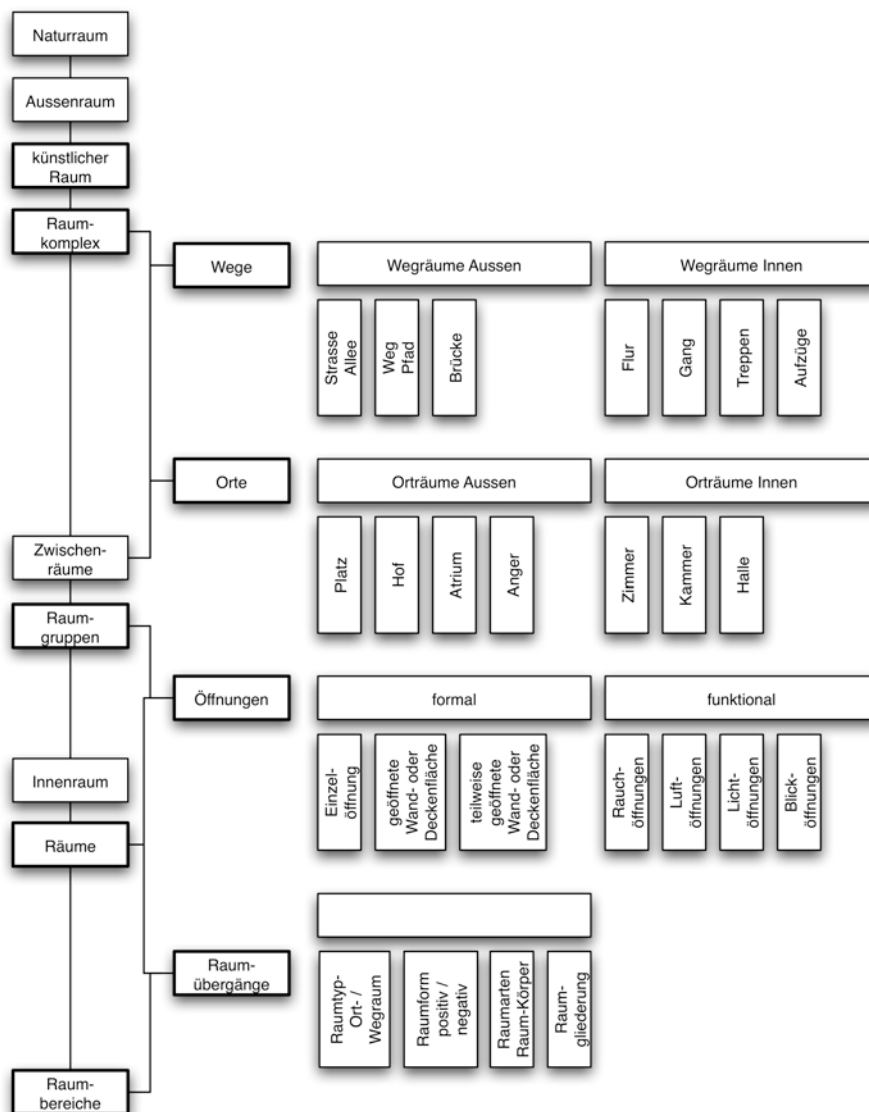 Naturraum
Aussenraum
künstlicher
Raum
Raum-
komplex
Wege
Wegräume Aussen
Wegräume Innen
Strasse
Allee
Weg
Pfad
Brücke
Flur
Gang
Treppen
Aufzüge
Orte
Orträume Aussen
Orträume Innen
Platz
Hof
Atrium
Anger
Zimmer
Kammer
Halle
Zwischen-
räume
Raum-
gruppen
Öffnungen
formal
funktional
Einzel-
öffnung
geöffnete
Wand- oder
Deckenfläche
teilweise
geöffnete
Wand- oder
Deckenfläche
Rauch-
öffnungen
Luft-
öffnungen
Licht-
öffnungen
Blick-
öffnungen
Innenraum
Räume
Raum-
übergänge
Raumtyp-
Ort- /
Wegraum
Raumform
positiv /
negativ
Raumarten
Raum-Körper
Raum-
gliederung
Raum-
bereiche